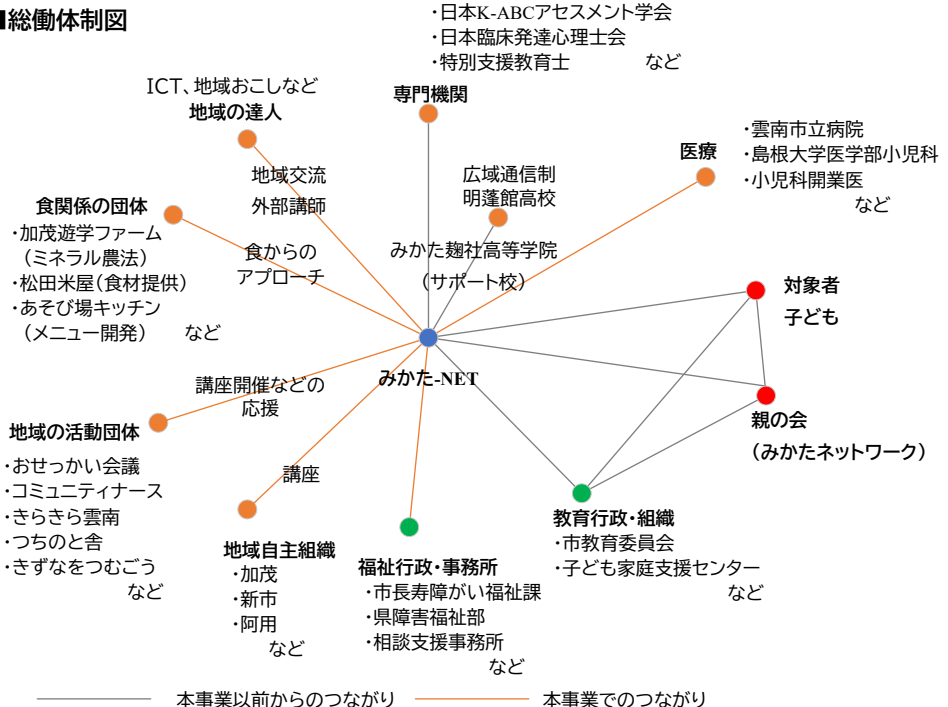 ■総働体制図
・日本K-ABCアセスメント学会
・日本臨床発達心理士会
・特別支援教育士　など
専門機関
ICT、地域おこしなど
地域の達人
地域交流
外部講師
広域通信制
明蓬館高校
みかた麹社高等学院
（サポート校）
医療
・雲南市立病院
・島根大学医学部小児科
・小児科開業医
など
食関係の団体
・加茂遊学ファーム
（ミネラル農法）
・松田米屋（食材提供）
・あそび場キッチン
（メニュー開発）　など
食からの
アプローチ
対象者
子ども
みかた-NET
講座開催などの
応援
親の会
（みかたネットワーク）
地域の活動団体
・おせっかい会議
・コミュニティナース
・きらきら雲南
・つちのと舎
・きずなをつむごう
など
講座
地域自主組織
・加茂
・新市
・阿用
など
福祉行政・事務所
・市長寿障がい福祉課
・県障害福祉部
・相談支援事務所
など
教育行政・組織
・市教育委員会
・子ども家庭支援センター
など
本事業以前からのつながり
本事業でのつながり